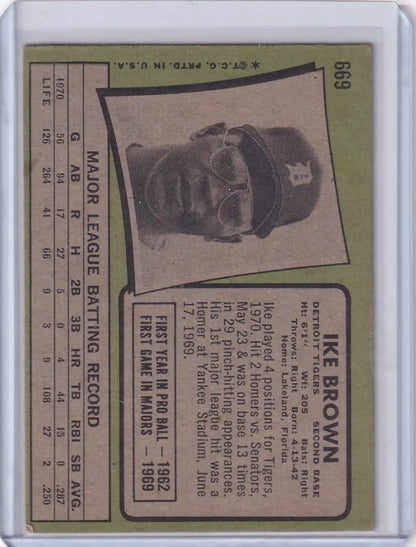 669
IKE BROWN
DETROIT TIGERS SECOND BASE
Ht: 6'1" Wt: 205 Bats: Right
Throws: Right Born: 4-13-42
Home: Lakeland, Florida
Ike played 4 positions for Tigers,
1970. Hit 2 Homers vs. Senators,
May 23 & was on base 13 times
in 29 pinch-hitting appearances.
His 1st major league hit was a
Homer at Yankee Stadium, June
17, 1969.
FIRST YEAR IN PRO BALL — 1962
FIRST GAME IN MAJORS — 1969
*© T.C.G. PRTD. IN U.S.A.
MAJOR LEAGUE BATTING RECORD
G AB R H 2B 3B HR TB RBI SB AVG.
1970 56 94 17 27 5 0 4 44 15 0 .287
LIFE 126 264 41 66 9 3 9 108 27 2 .250